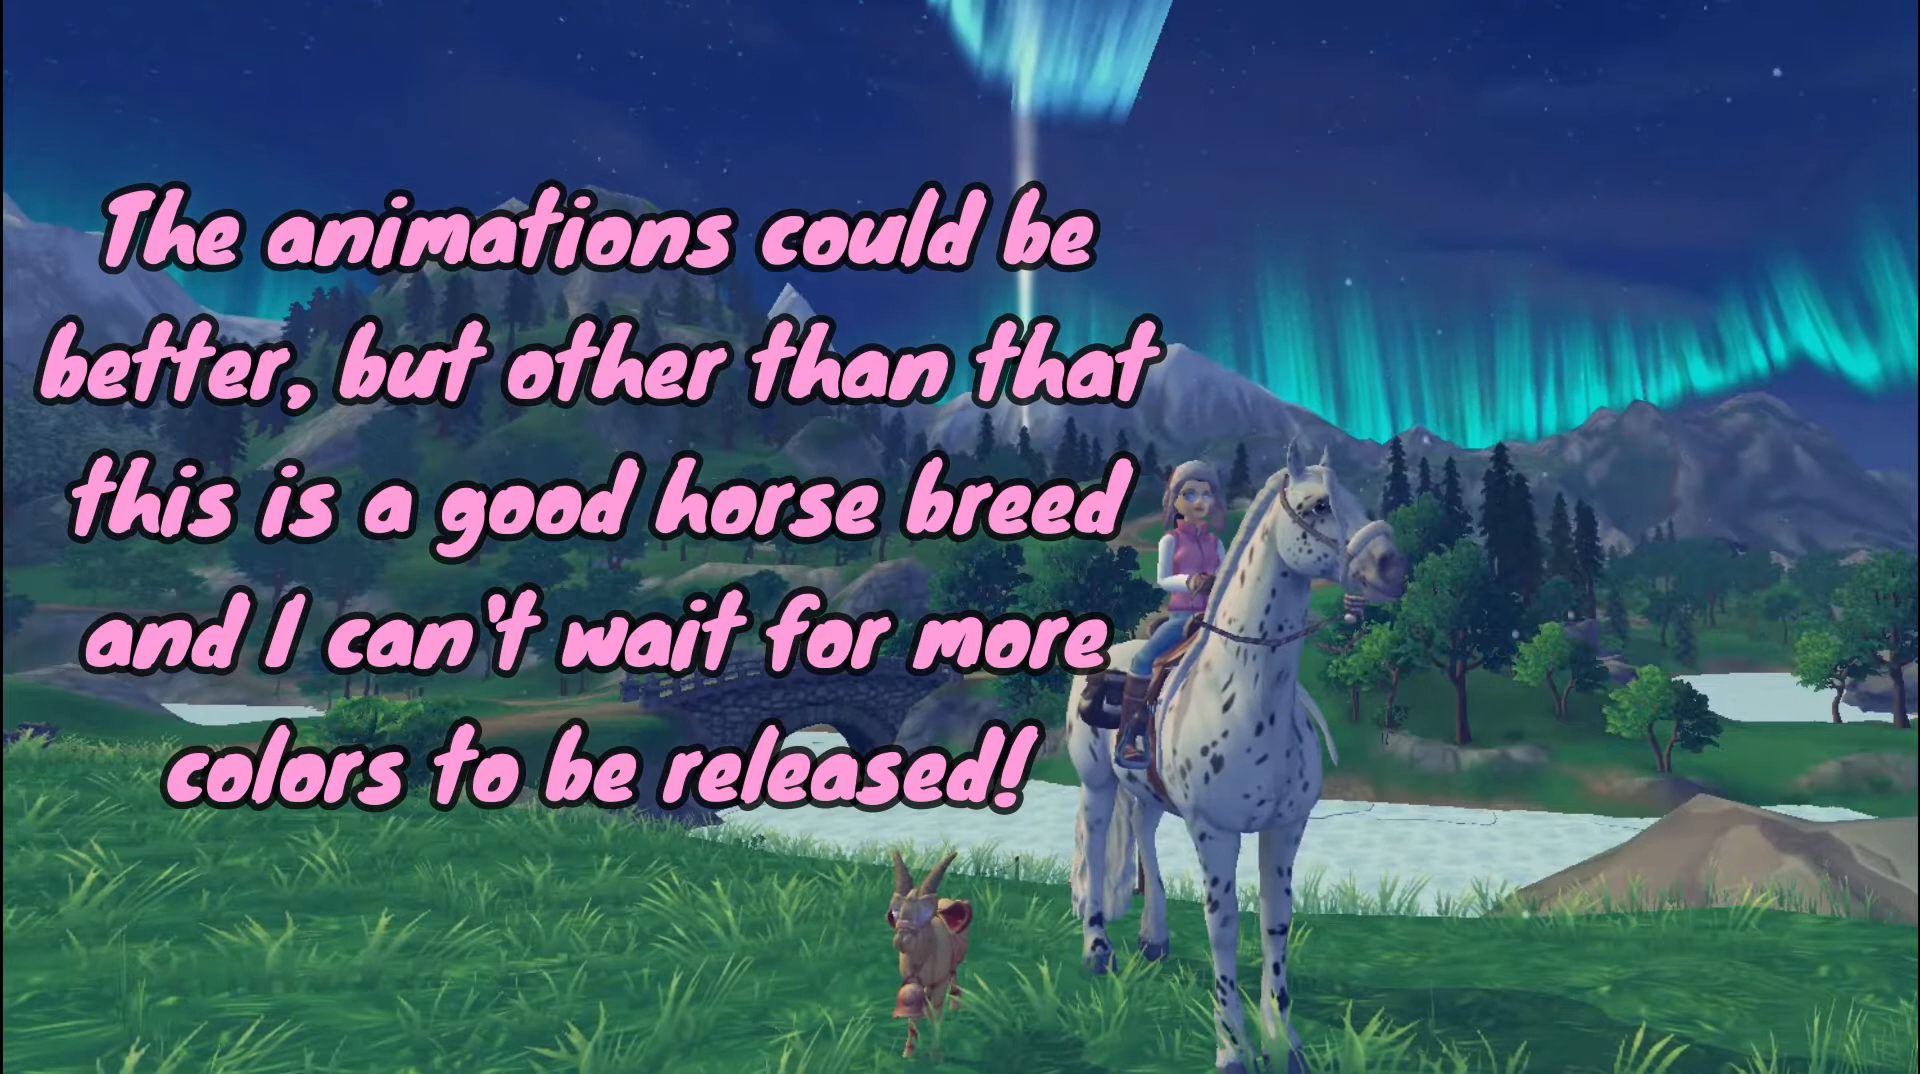 The animations could be
better, but other than that
this is a good horse breed
and I can't wait for more
colors to be released!